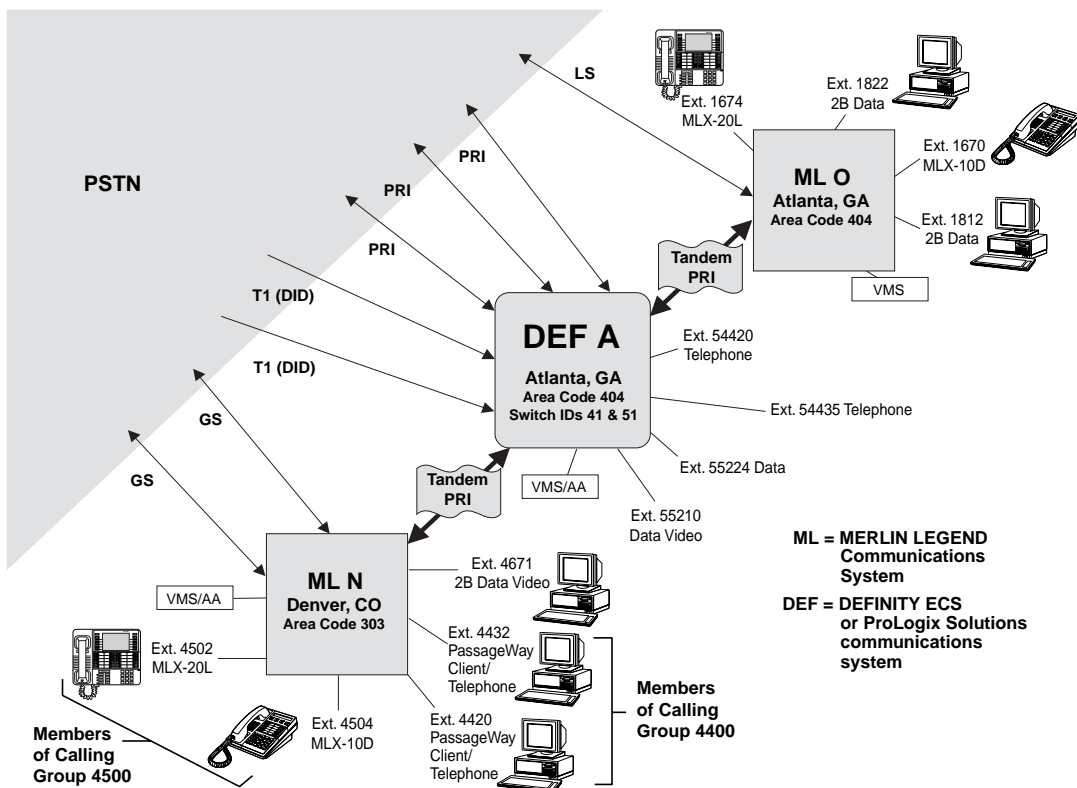 PSTN
LS
PRI
PRI
PRI
T1 (DID)
T1 (DID)
GS
GS
Ext. 1674
MLX-20L
Ext. 1822
2B Data
Ext. 1670
MLX-10D
Ext. 1812
2B Data
ML O
Atlanta, GA
Area Code 404
VMS
Tandem
PRI
DEF A
Atlanta, GA
Area Code 404
Switch IDs 41 & 51
Ext. 54420
Telephone
Ext. 54435 Telephone
Ext. 55224 Data
Ext. 55210
Data Video
VMS/AA
Tandem
PRI
ML N
Denver, CO
Area Code 303
VMS/AA
Ext. 4502
MLX-20L
Ext. 4504
MLX-10D
Members
of Calling
Group 4500
Ext. 4671
2B Data Video
Ext. 4432
PassageWay
Client/
Telephone
Ext. 4420
PassageWay
Client/
Telephone
Members
of Calling
Group 4400
ML = MERLIN LEGEND
Communications
System
DEF = DEFINITY ECS
or ProLogix Solutions
communications
system